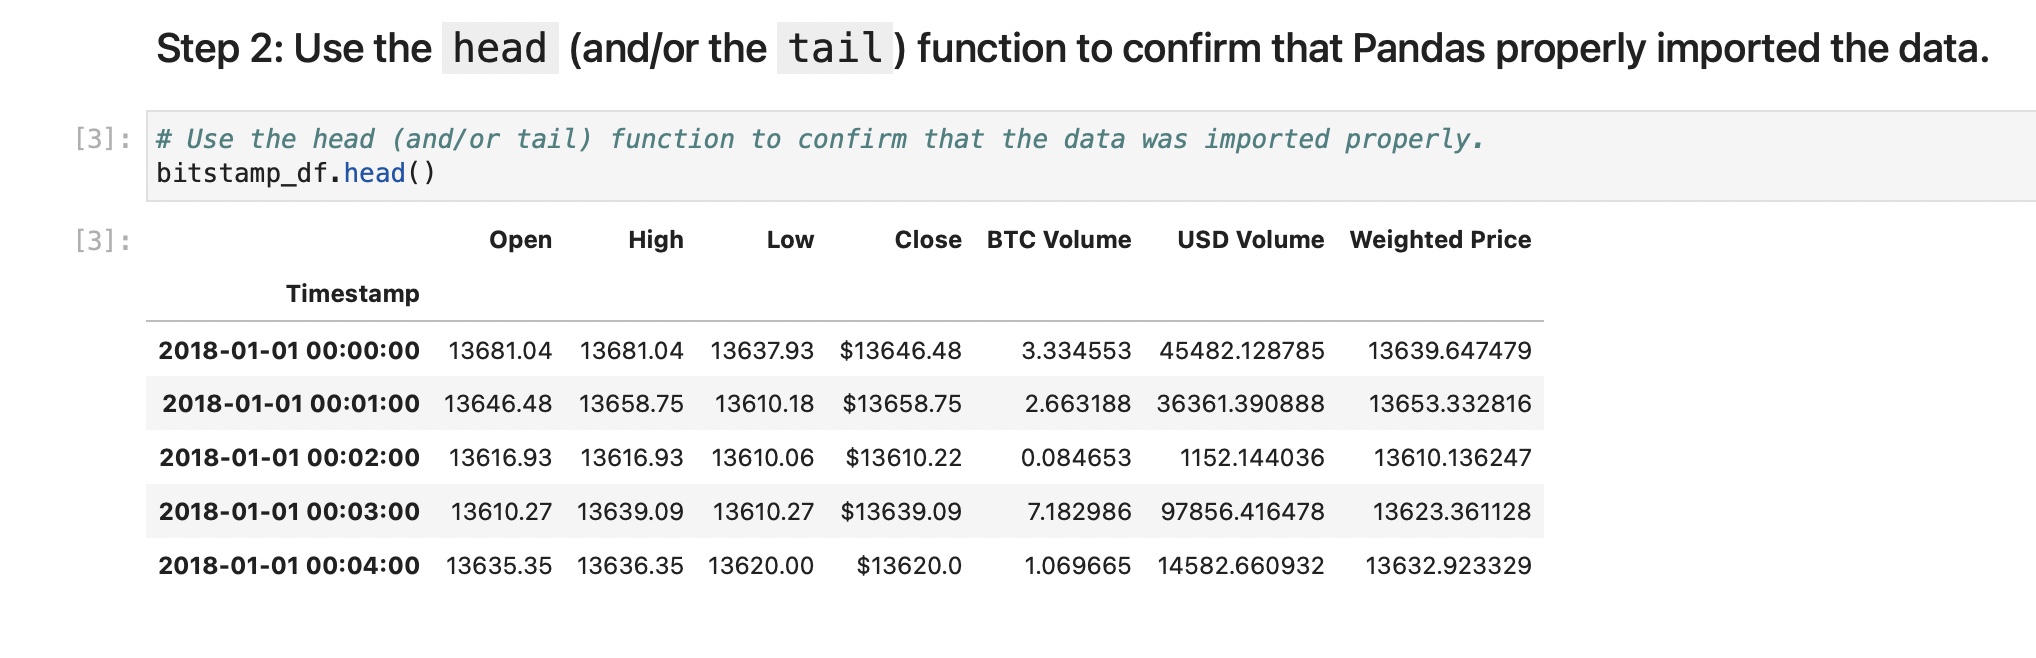 Step 2: Use the head (and/or the tail) function to confirm that Pandas properly imported the data.
[3]: # Use the head (and/or tail) function to confirm that the data was imported properly.
bitstamp_df.head()
[3]: Open High Low Close BTC Volume USD Volume Weighted Price
Timestamp
2018-01-01 00:00:00 13681.04 13681.04 13637.93 $13646.48 3.334553 45482.128785 13639.647479
2018-01-01 00:01:00 13646.48 13658.75 13610.18 $13658.75 2.663188 36361.390888 13653.332816
2018-01-01 00:02:00 13616.93 13616.93 13610.06 $13610.22 0.084653 1152.144036 13610.136247
2018-01-01 00:03:00 13610.27 13639.09 13610.27 $13639.09 7.182986 97856.416478 13623.361128
2018-01-01 00:04:00 13635.35 13636.35 13620.00 $13620.0 1.069665 14582.660932 13632.923329